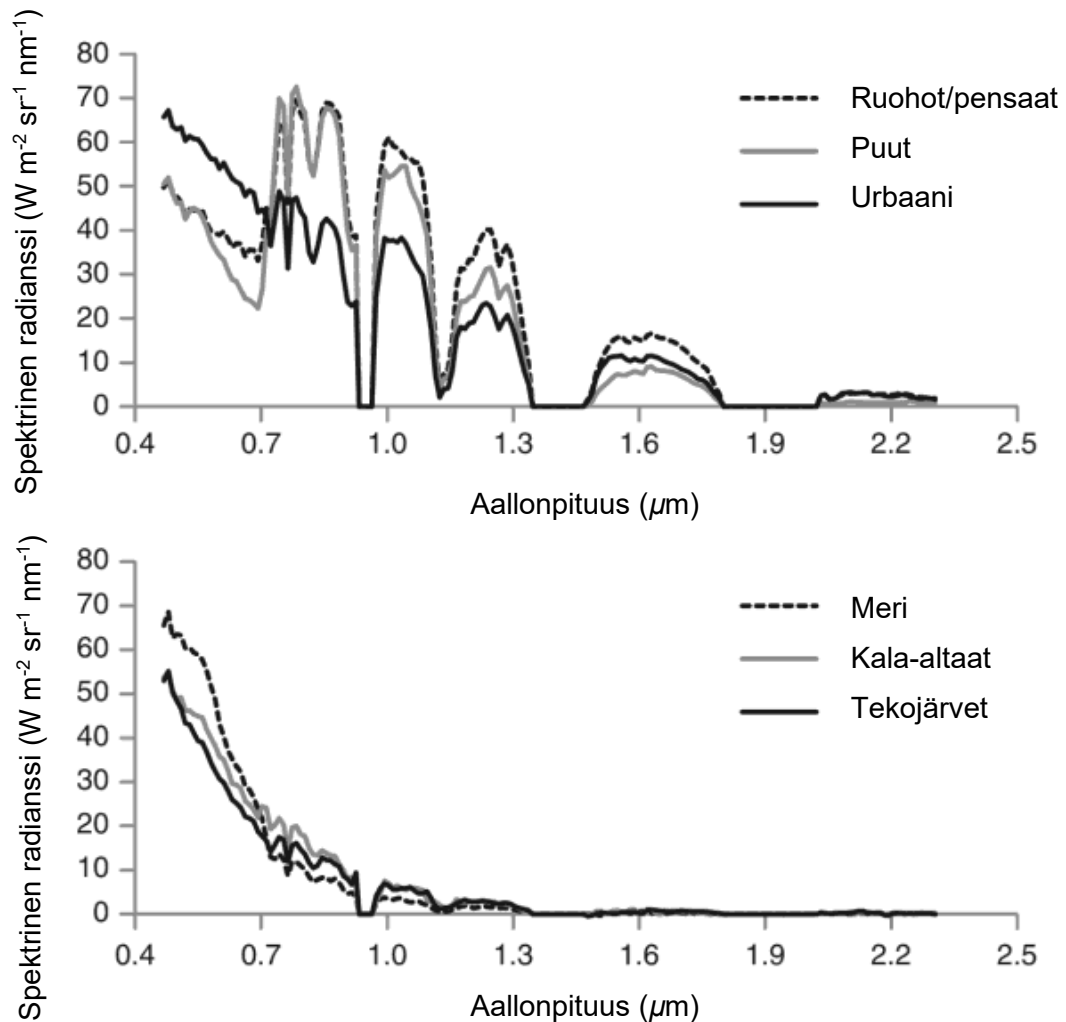 Spektrinen radianssi (W m-2 sr-1 nm-1)
80
70
60
50
40
30
20
10
0
0.4 0.7 1.0 1.3 1.6 1.9 2.2 2.5
Aallonpituus (µm)
Ruohot/pensaat
Puut
Urbaani
Spektrinen radianssi (W m-2 sr-1 nm-1)
80
70
60
50
40
30
20
10
0
0.4 0.7 1.0 1.3 1.6 1.9 2.2 2.5
Aallonpituus (µm)
Meri
Kala-altaat
Tekojärvet